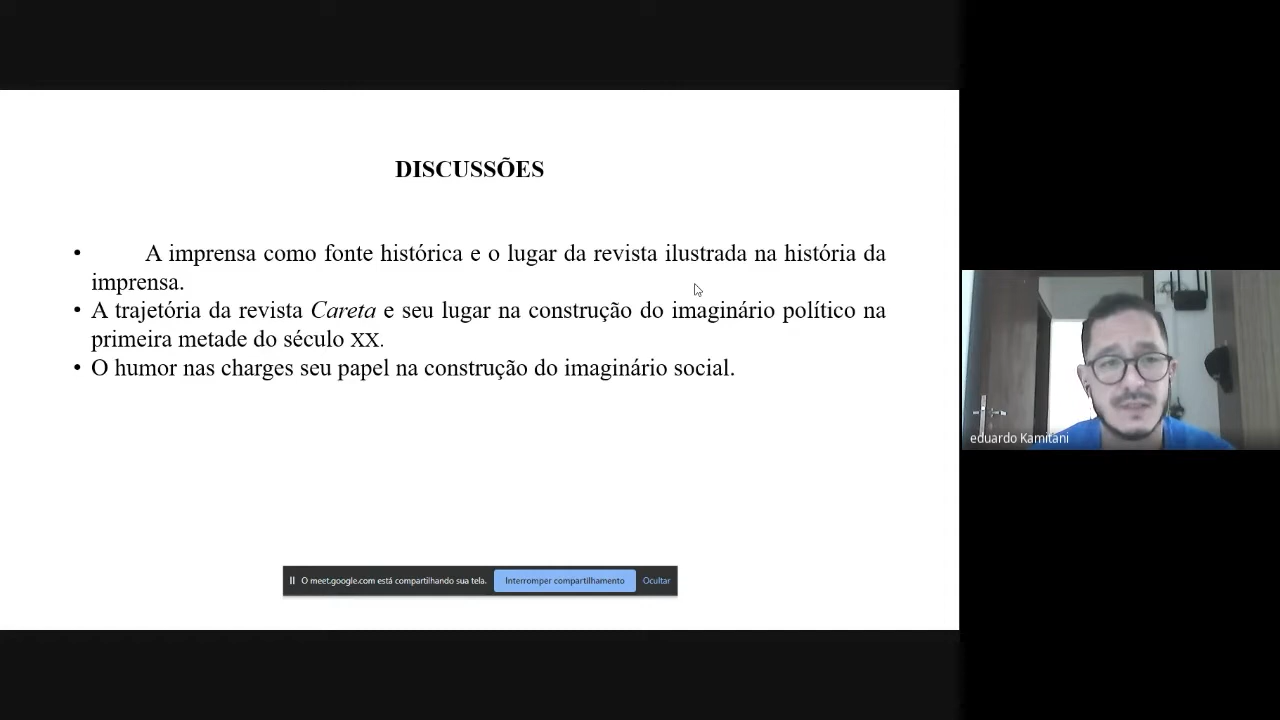 DISCUSSÕES
• A imprensa como fonte histórica e o lugar da revista ilustrada na história da
imprensa.
• A trajetória da revista Careta e seu lugar na construção do imaginário político na
primeira metade do século XX.
• O humor nas charges seu papel na construção do imaginário social.
eduardo Kamitani
O meet.google.com está compartilhando sua tela. Interromper compartilhamento Ocultar